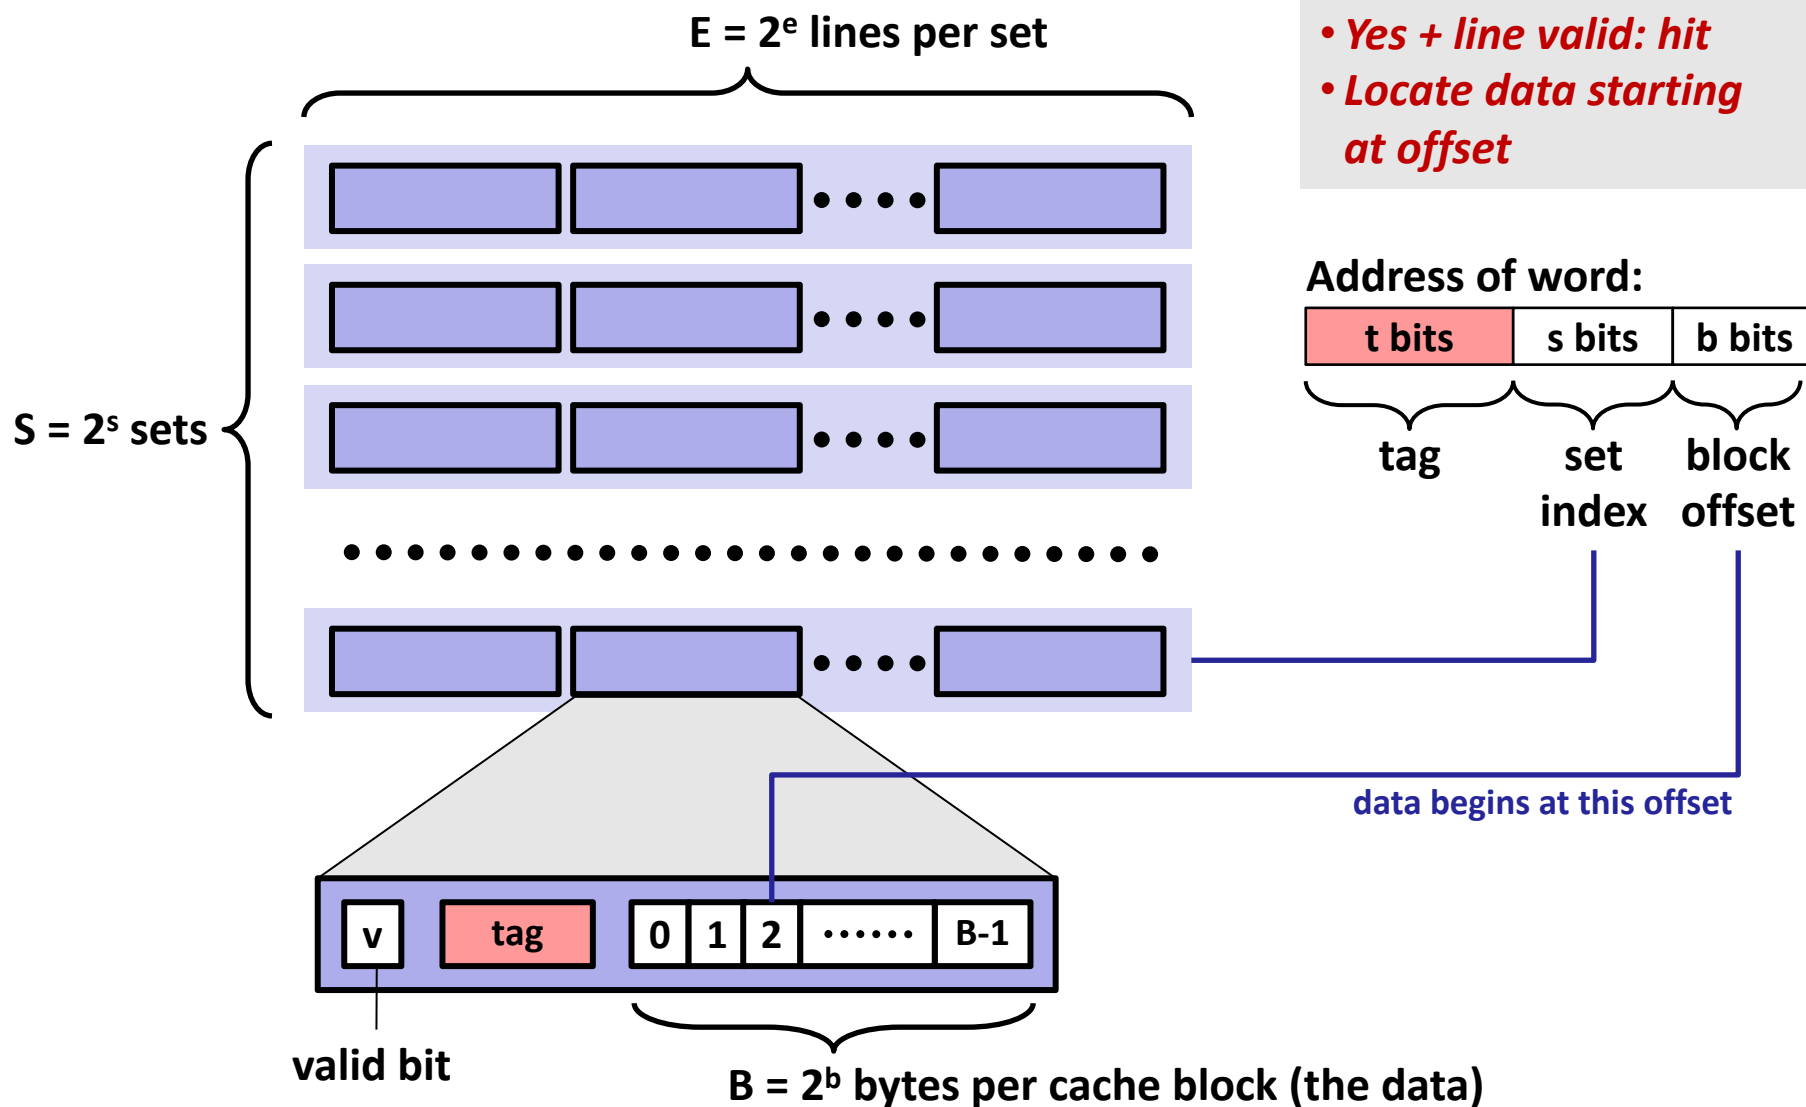 E = 2ᵉ lines per set
• Yes + line valid: hit
• Locate data starting
at offset
Address of word:
t bits s bits b bits
S = 2ˢ sets
tag set block
index offset
data begins at this offset
v tag 0 1 2 ...... B-1
valid bit
B = 2ᵇ bytes per cache block (the data)